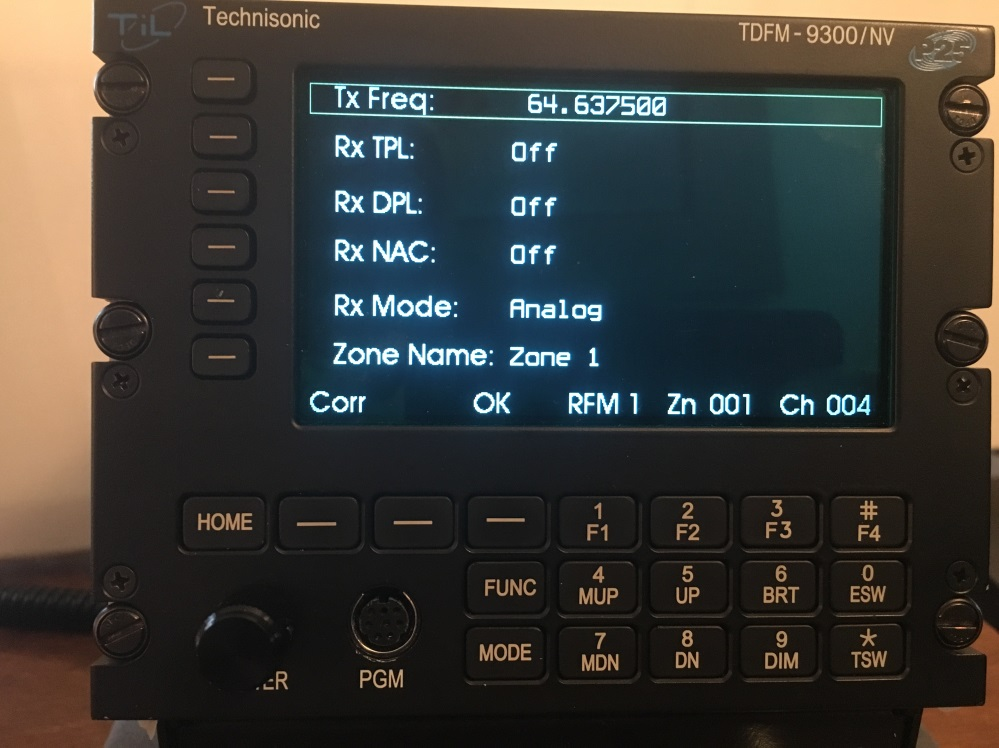 TiL Technisonic TDFM-9300/NV P25
Tx Freq: 64.637500
Rx TPL: Off
Rx DPL: Off
Rx NAC: Off
Rx Mode: Analog
Zone Name: Zone 1
Corr OK RFM 1 Zn 001 Ch 004
HOME 1 F1 2 F2 3 F3 # F4
FUNC 4 MUP 5 UP 6 BRT 0 ESW
MODE 7 MDN 8 DN 9 DIM * TSW
PGM